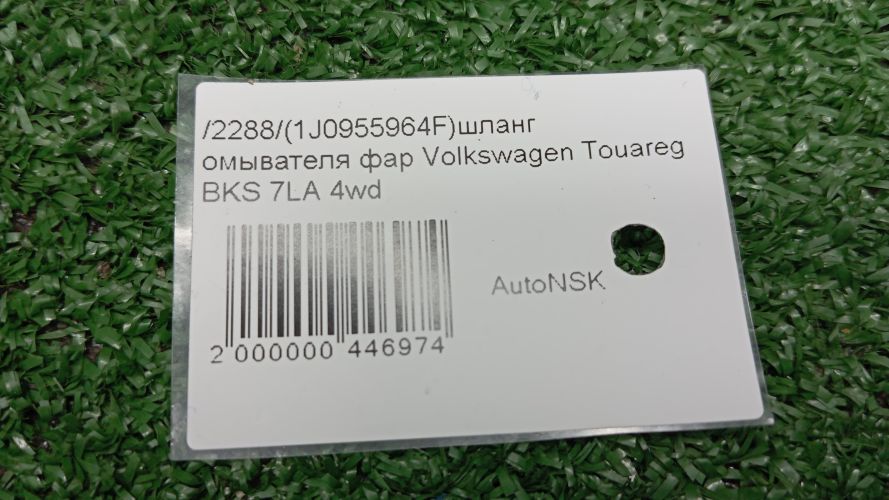 /2288/(1J0955964F)шланг
омывателя фар Volkswagen Touareg
BKS 7LA 4wd
AutoNSK
2 000000 446974